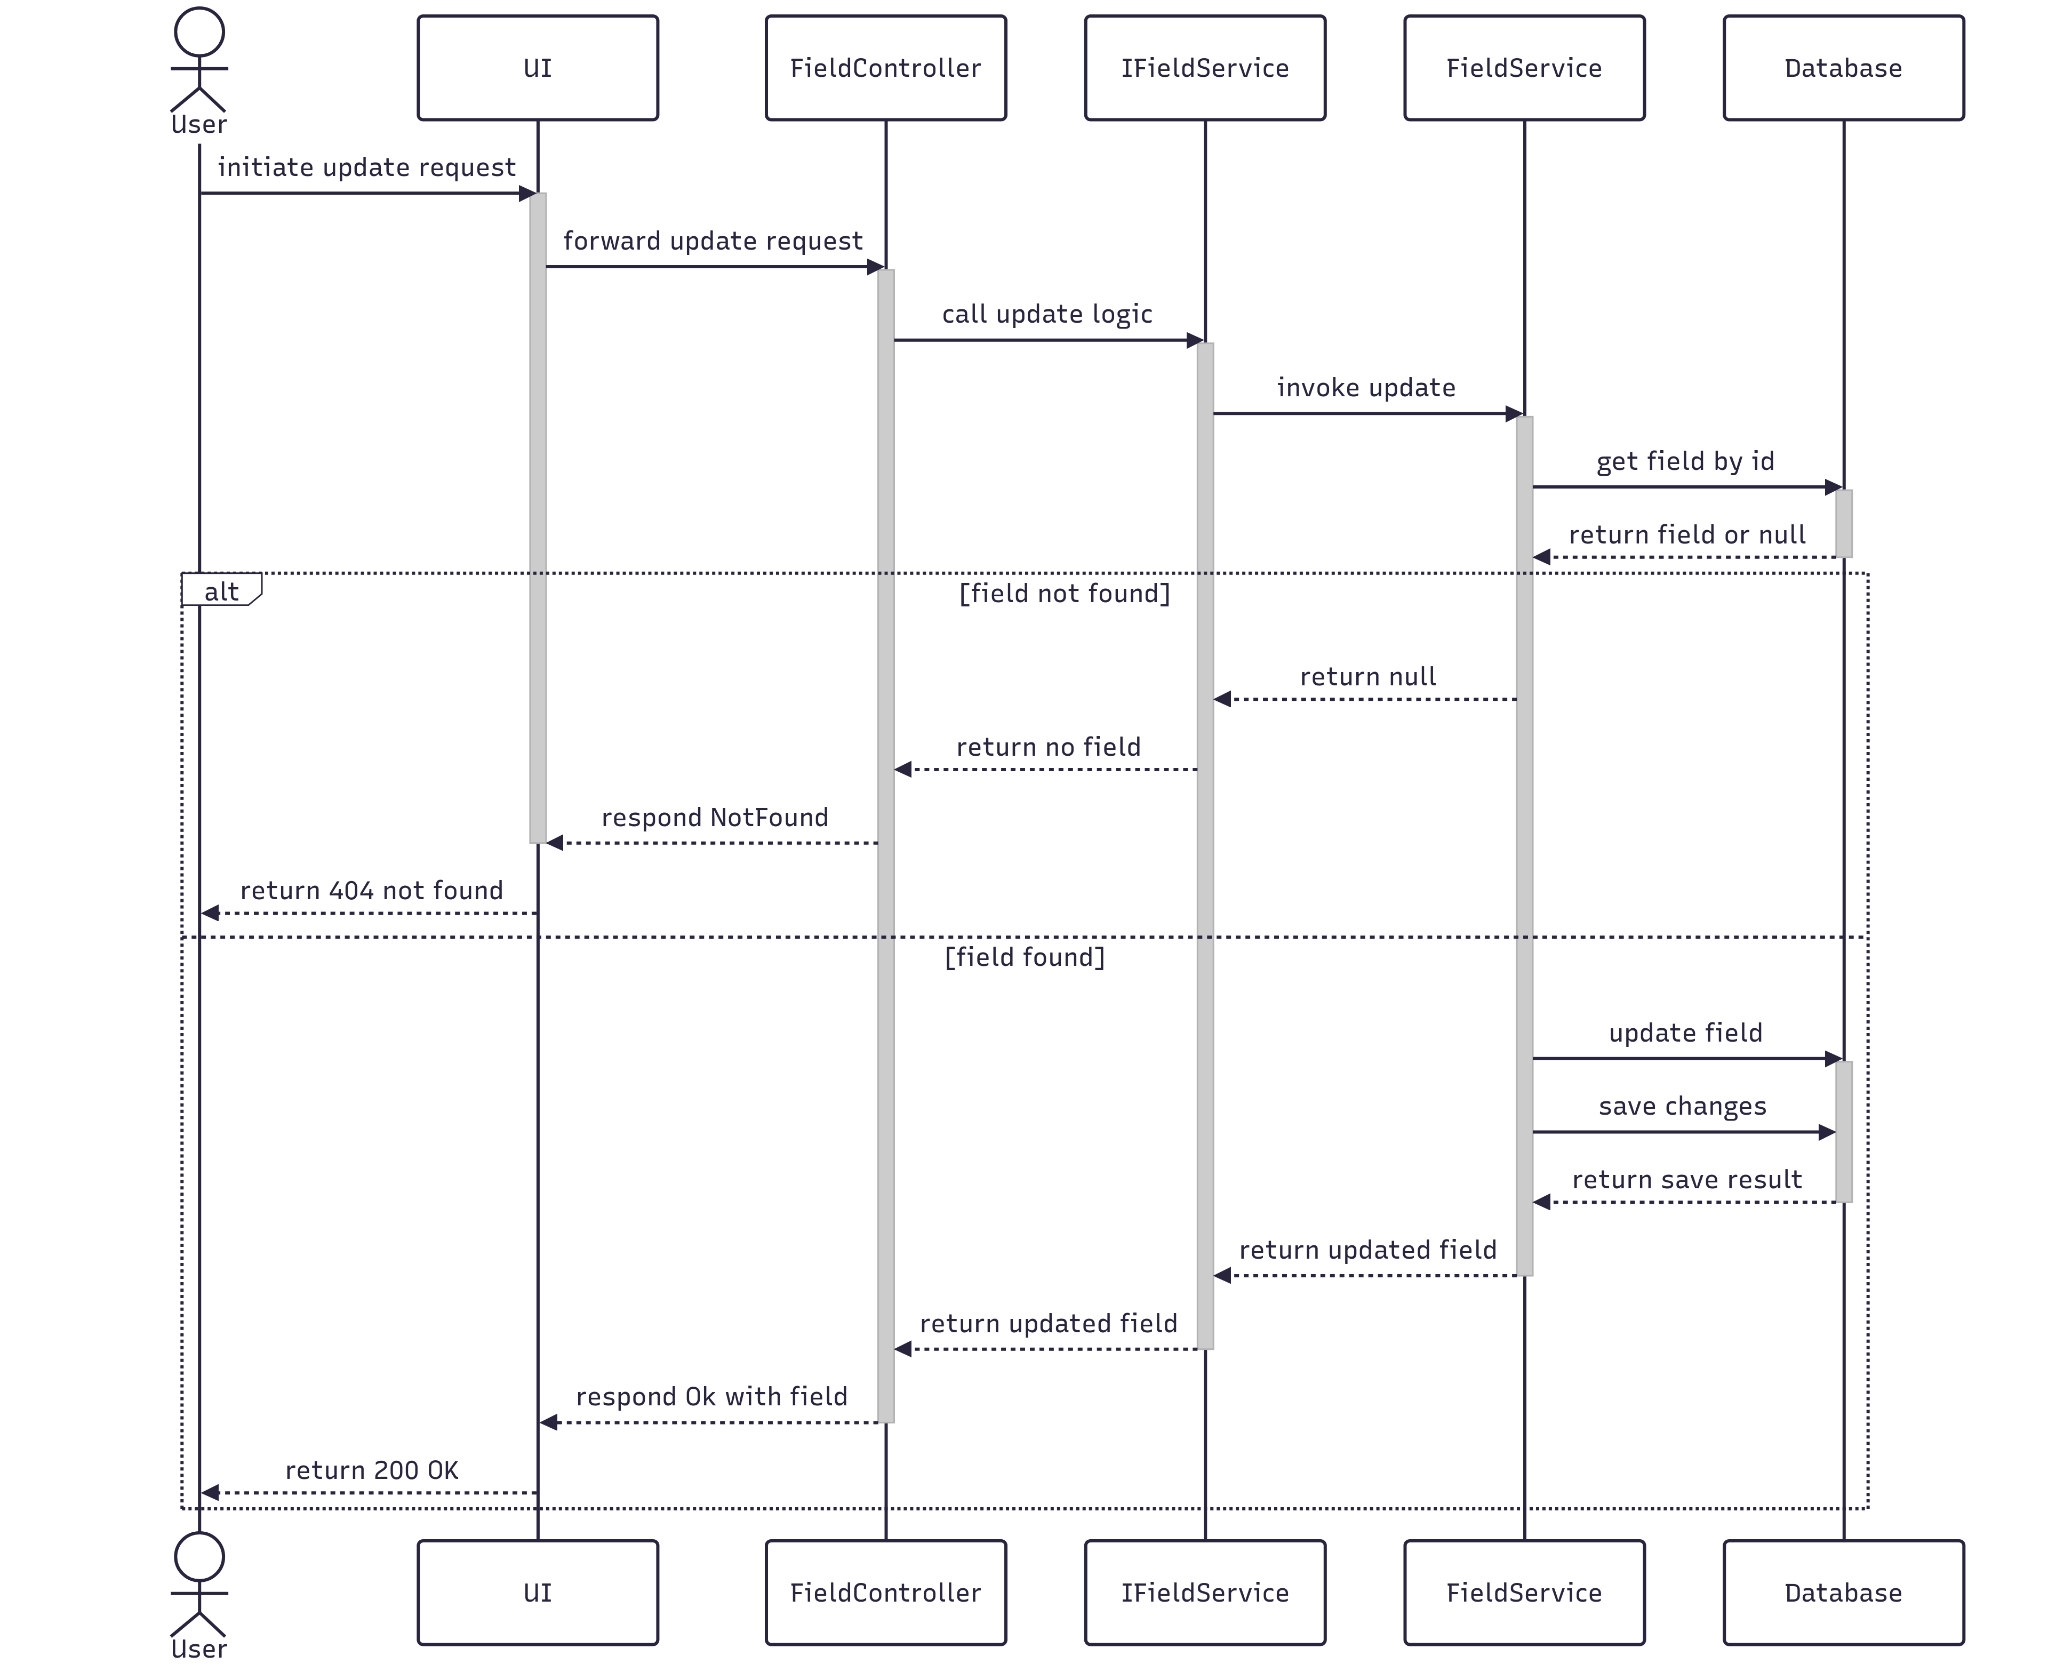 User
UI
FieldController
IFieldService
FieldService
Database
initiate update request
forward update request
call update logic
invoke update
get field by id
return field or null
alt
[field not found]
return null
return no field
respond NotFound
return 404 not found
[field found]
update field
save changes
return save result
return updated field
return updated field
respond Ok with field
return 200 OK
User
UI
FieldController
IFieldService
FieldService
Database